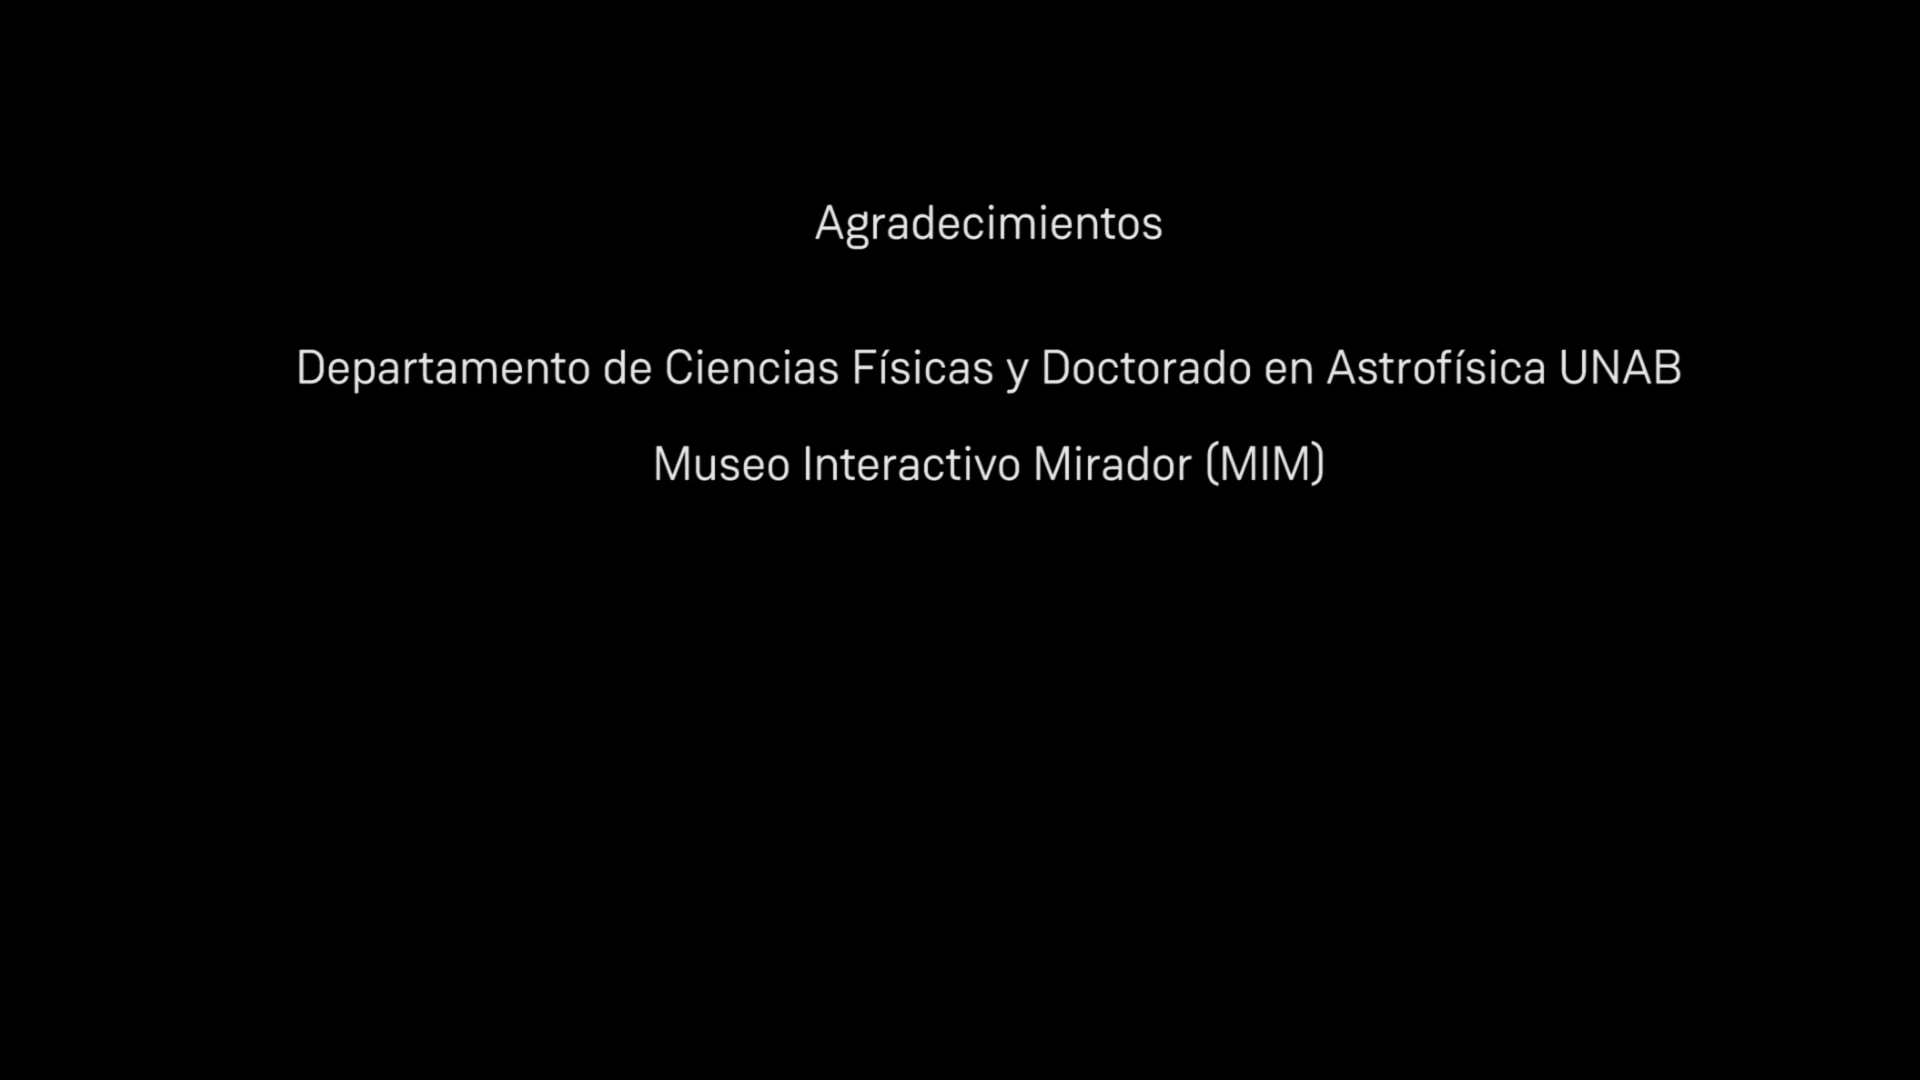 Agradecimientos
Departamento de Ciencias Físicas y Doctorado en Astrofísica UNAB
Museo Interactivo Mirador (MIM)